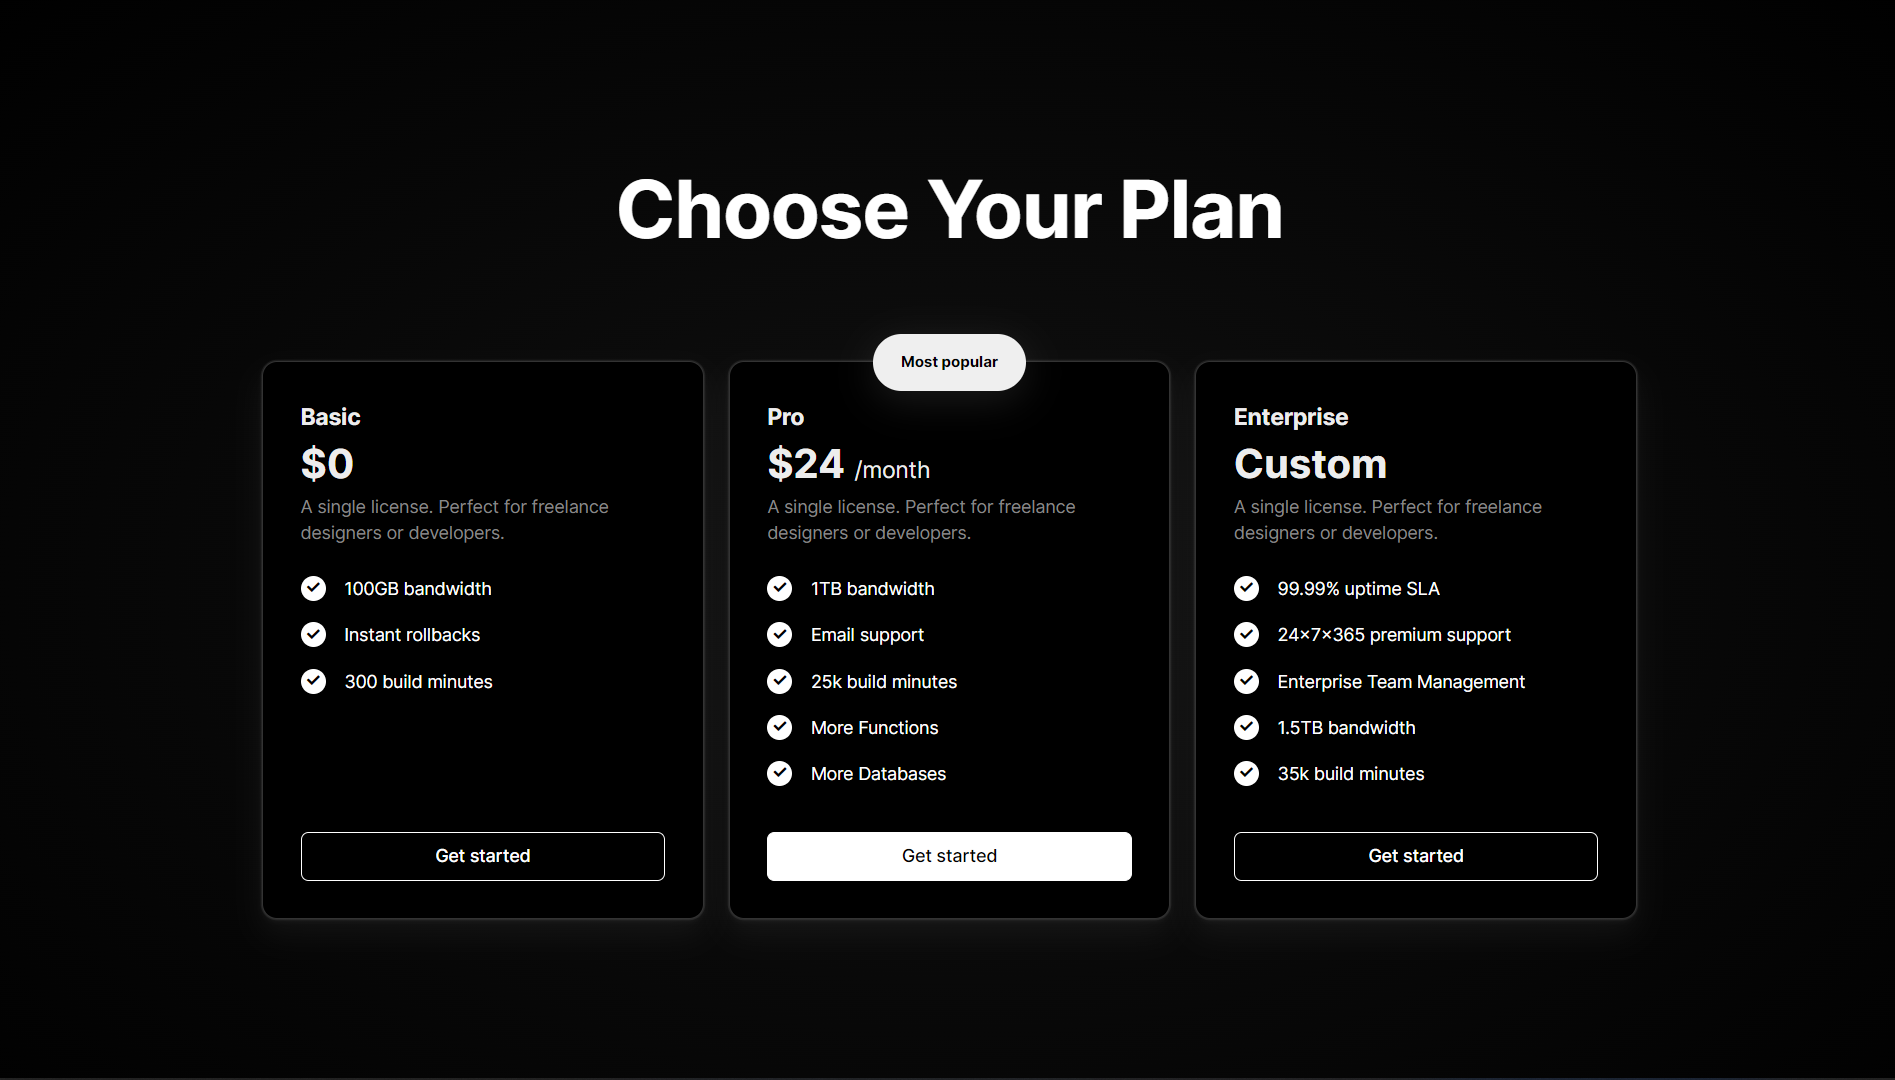 Choose Your Plan
Most popular
Basic
$0
A single license. Perfect for freelance
designers or developers.
100GB bandwidth
Instant rollbacks
300 build minutes
Get started
Pro
$24 /month
A single license. Perfect for freelance
designers or developers.
1TB bandwidth
Email support
25k build minutes
More Functions
More Databases
Get started
Enterprise
Custom
A single license. Perfect for freelance
designers or developers.
99.99% uptime SLA
24×7×365 premium support
Enterprise Team Management
1.5TB bandwidth
35k build minutes
Get started